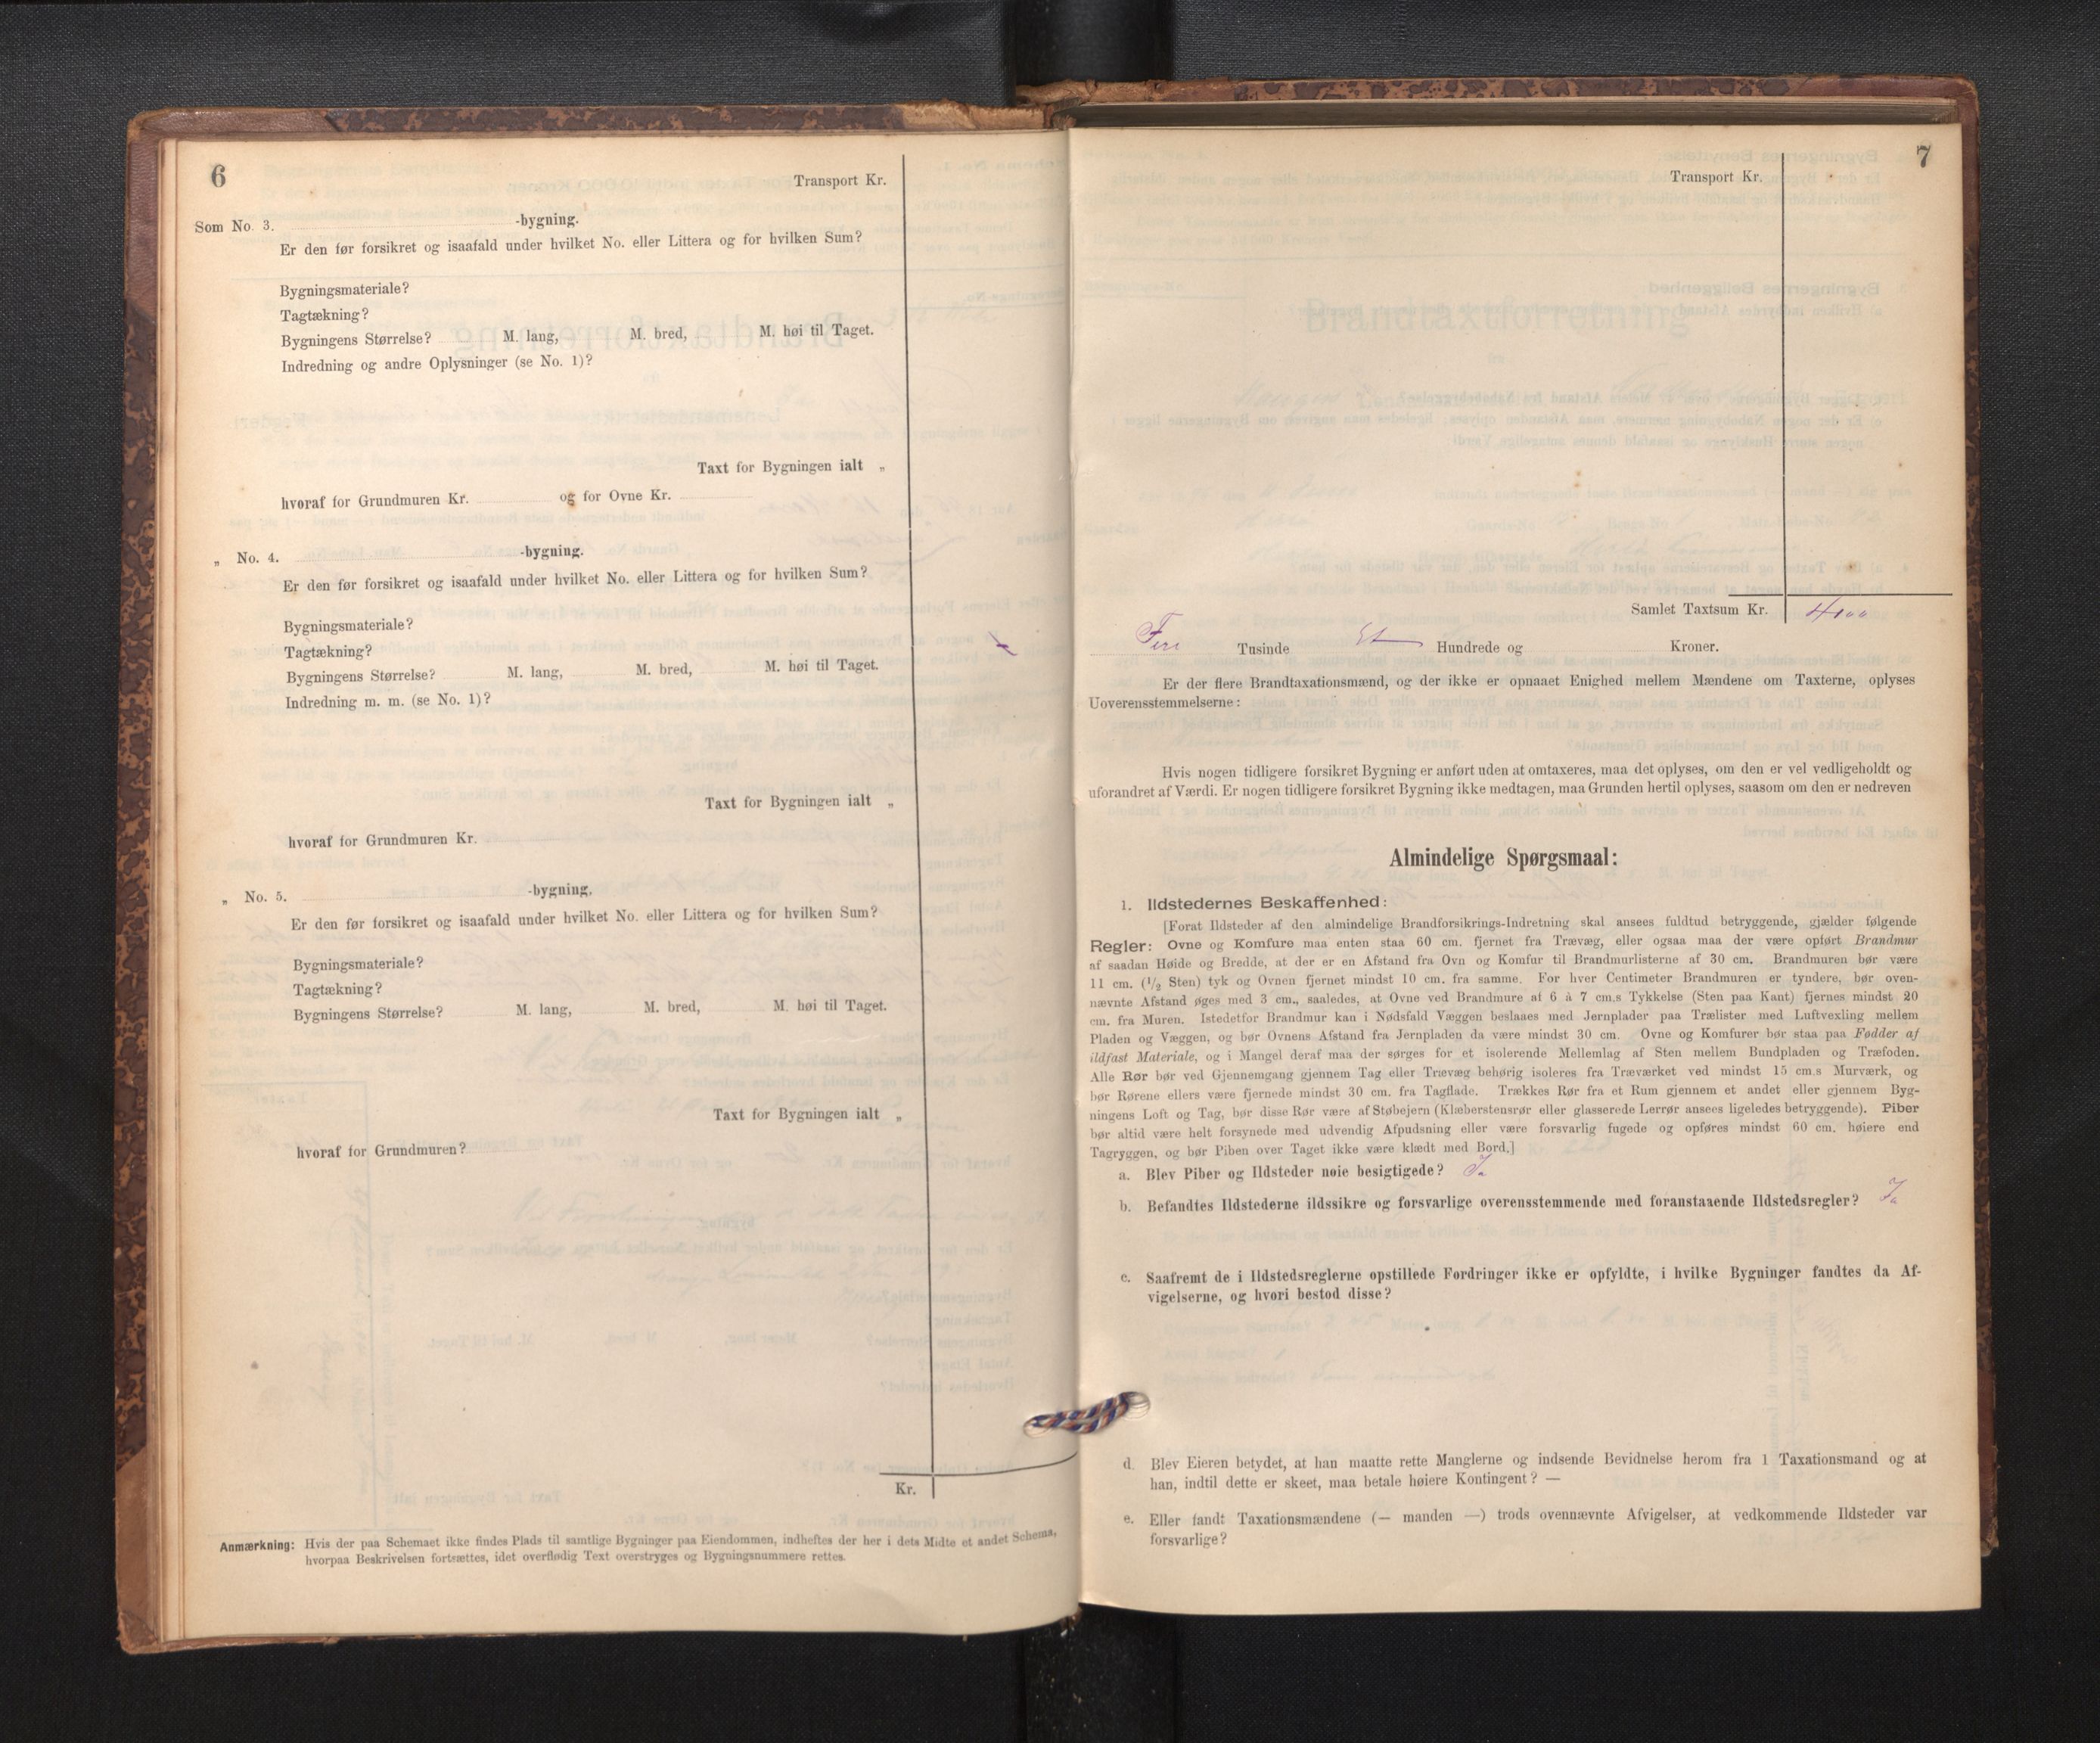 6
Transport Kr.
Som No. 3. -bygning.
Er den før forsikret og isaafald under hvilket No. eller Littera og for hvilken Sum?
Bygningsmateriale?
Tagtækning?
Bygningens Størrelse? M. lang, M. bred, M. høi til Taget.
Indredning og andre Oplysninger (se No. 1)?
Taxt for Bygningen ialt „
hvoraf for Grundmuren Kr. og for Ovne Kr.
„ No. 4. -bygning.
Er den før forsikret og isaafald under hvilket No. eller Littera og for hvilken Sum?
Bygningsmateriale?
Tagtækning?
Bygningens Størrelse? M. lang, M. bred, M. høi til Taget.
Indredning m. m. (se No. 1)?
Taxt for Bygningen ialt „
hvoraf for Grundmuren Kr.
„ No. 5. -bygning.
Er den før forsikret og isaafald under hvilket No. eller Littera og for hvilken Sum?
Bygningsmateriale?
Tagtækning?
Bygningens Størrelse? M. lang, M. bred, M. høi til Taget.
Taxt for Bygningen ialt „
hvoraf for Grundmuren?
Kr.
Anmærkning: Hvis der paa Schemaet ikke findes Plads til samtlige Bygninger paa Eiendommen, indheftes der her i dets Midte et andet Schema,
hvorpaa Beskrivelsen fortsættes, idet overflødig Text overstryges og Bygningsnummere rettes.
7
Transport Kr.
Samlet Taxtsum Kr. 4100
Fire Tusinde Et Hundrede og Kroner.
Er der flere Brandtaxationsmænd, og der ikke er opnaaet Enighed mellem Mændene om Taxterne, oplyses
Uoverensstemmelserne:
Hvis nogen tidligere forsikret Bygning er anført uden at omtaxeres, maa det oplyses, om den er vel vedligeholdt og
uforandret af Værdi. Er nogen tidligere forsikret Bygning ikke medtagen, maa Grunden hertil oplyses, saasom om den er nedreven
Almindelige Spørgsmaal:
1. Ildstedernes Beskaffenhed:
[Forat Ildsteder af den almindelige Brandforsikrings-Indretning skal ansees fuldtud betryggende, gjælder følgende
Regler: Ovne og Komfure maa enten staa 60 cm. fjernet fra Trævæg, eller ogsaa maa der være opført Brandmur
af saadan Høide og Bredde, at der er en Afstand fra Ovn og Komfur til Brandmurlisterne af 30 cm. Brandmuren bør være
11 cm. (1/2 Sten) tyk og Ovnen fjernet mindst 10 cm. fra samme. For hver Centimeter Brandmuren er tyndere, bør oven-
nævnte Afstand øges med 3 cm., saaledes, at Ovne ved Brandmure af 6 à 7 cm.s Tykkelse (Sten paa Kant) fjernes mindst 20
cm. fra Muren. Istedetfor Brandmur kan i Nødsfald Væggen beslaaes med Jernplader paa Trælister med Luftvexling mellem
Pladen og Væggen, og bør Ovnens Afstand fra Jernpladen da være mindst 30 cm. Ovne og Komfurer bør staa paa Fødder af
ildfast Materiale, og i Mangel deraf maa der sørges for et isolerende Mellemlag af Sten mellem Bundpladen og Træfoden.
Alle Rør bør ved Gjennemgang gjennem Tag eller Trævæg behørig isoleres fra Træværket ved mindst 15 cm.s Murværk, og
bør Rørene ellers være fjernede mindst 30 cm. fra Tagflade. Trækkes Rør fra et Rum gjennem et andet eller gjennem Byg-
ningens Loft og Tag, bør disse Rør være af Støbejern (Klæberstensrør eller glasserede Lerrør ansees ligeledes betryggende). Piber
bør altid være helt forsynede med udvendig Afpudsning eller være forsvarlig fugede og opføres mindst 60 cm. høiere end
Tagryggen, og bør Piben over Taget ikke være klædt med Bord.]
a. Blev Piber og Ildsteder nøie besigtigede? Ja
b. Befandtes Ildstederne ildssikre og forsvarlige overensstemmende med foranstaaende Ildstedsregler? Ja
c. Saafremt de i Ildstedsreglerne opstillede Fordringer ikke er opfyldte, i hvilke Bygninger fandtes da Af-
vigelserne, og hvori bestod disse?
d. Blev Eieren betydet, at han maatte rette Manglerne og indsende Bevidnelse herom fra 1 Taxationsmand og at
han, indtil dette er skeet, maa betale høiere Kontingent? —
e. Eller fandt Taxationsmændene (— manden —) trods ovennævnte Afvigelser, at vedkommende Ildsteder var
forsvarlige?